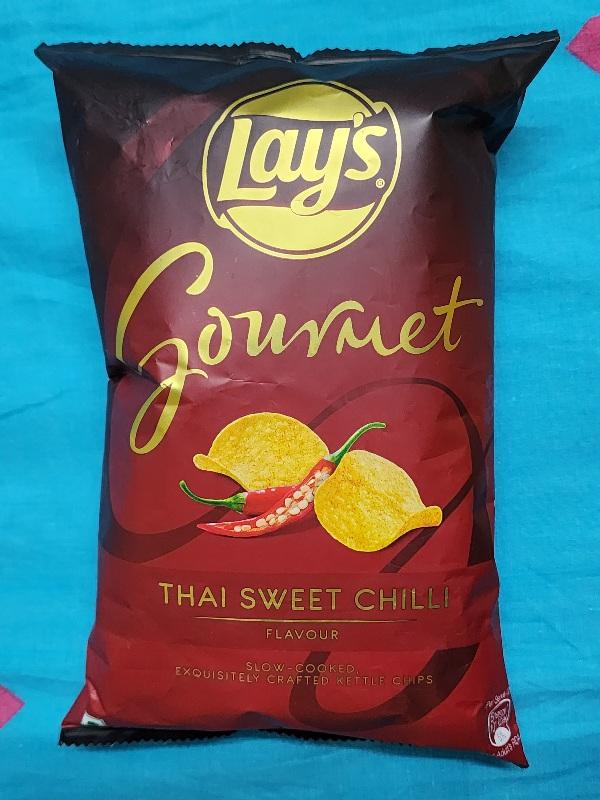 Lay's®
Gourmet
THAI SWEET CHILLI
FLAVOUR
SLOW-COOKED,
EXQUISITELY CRAFTED KETTLE CHIPS